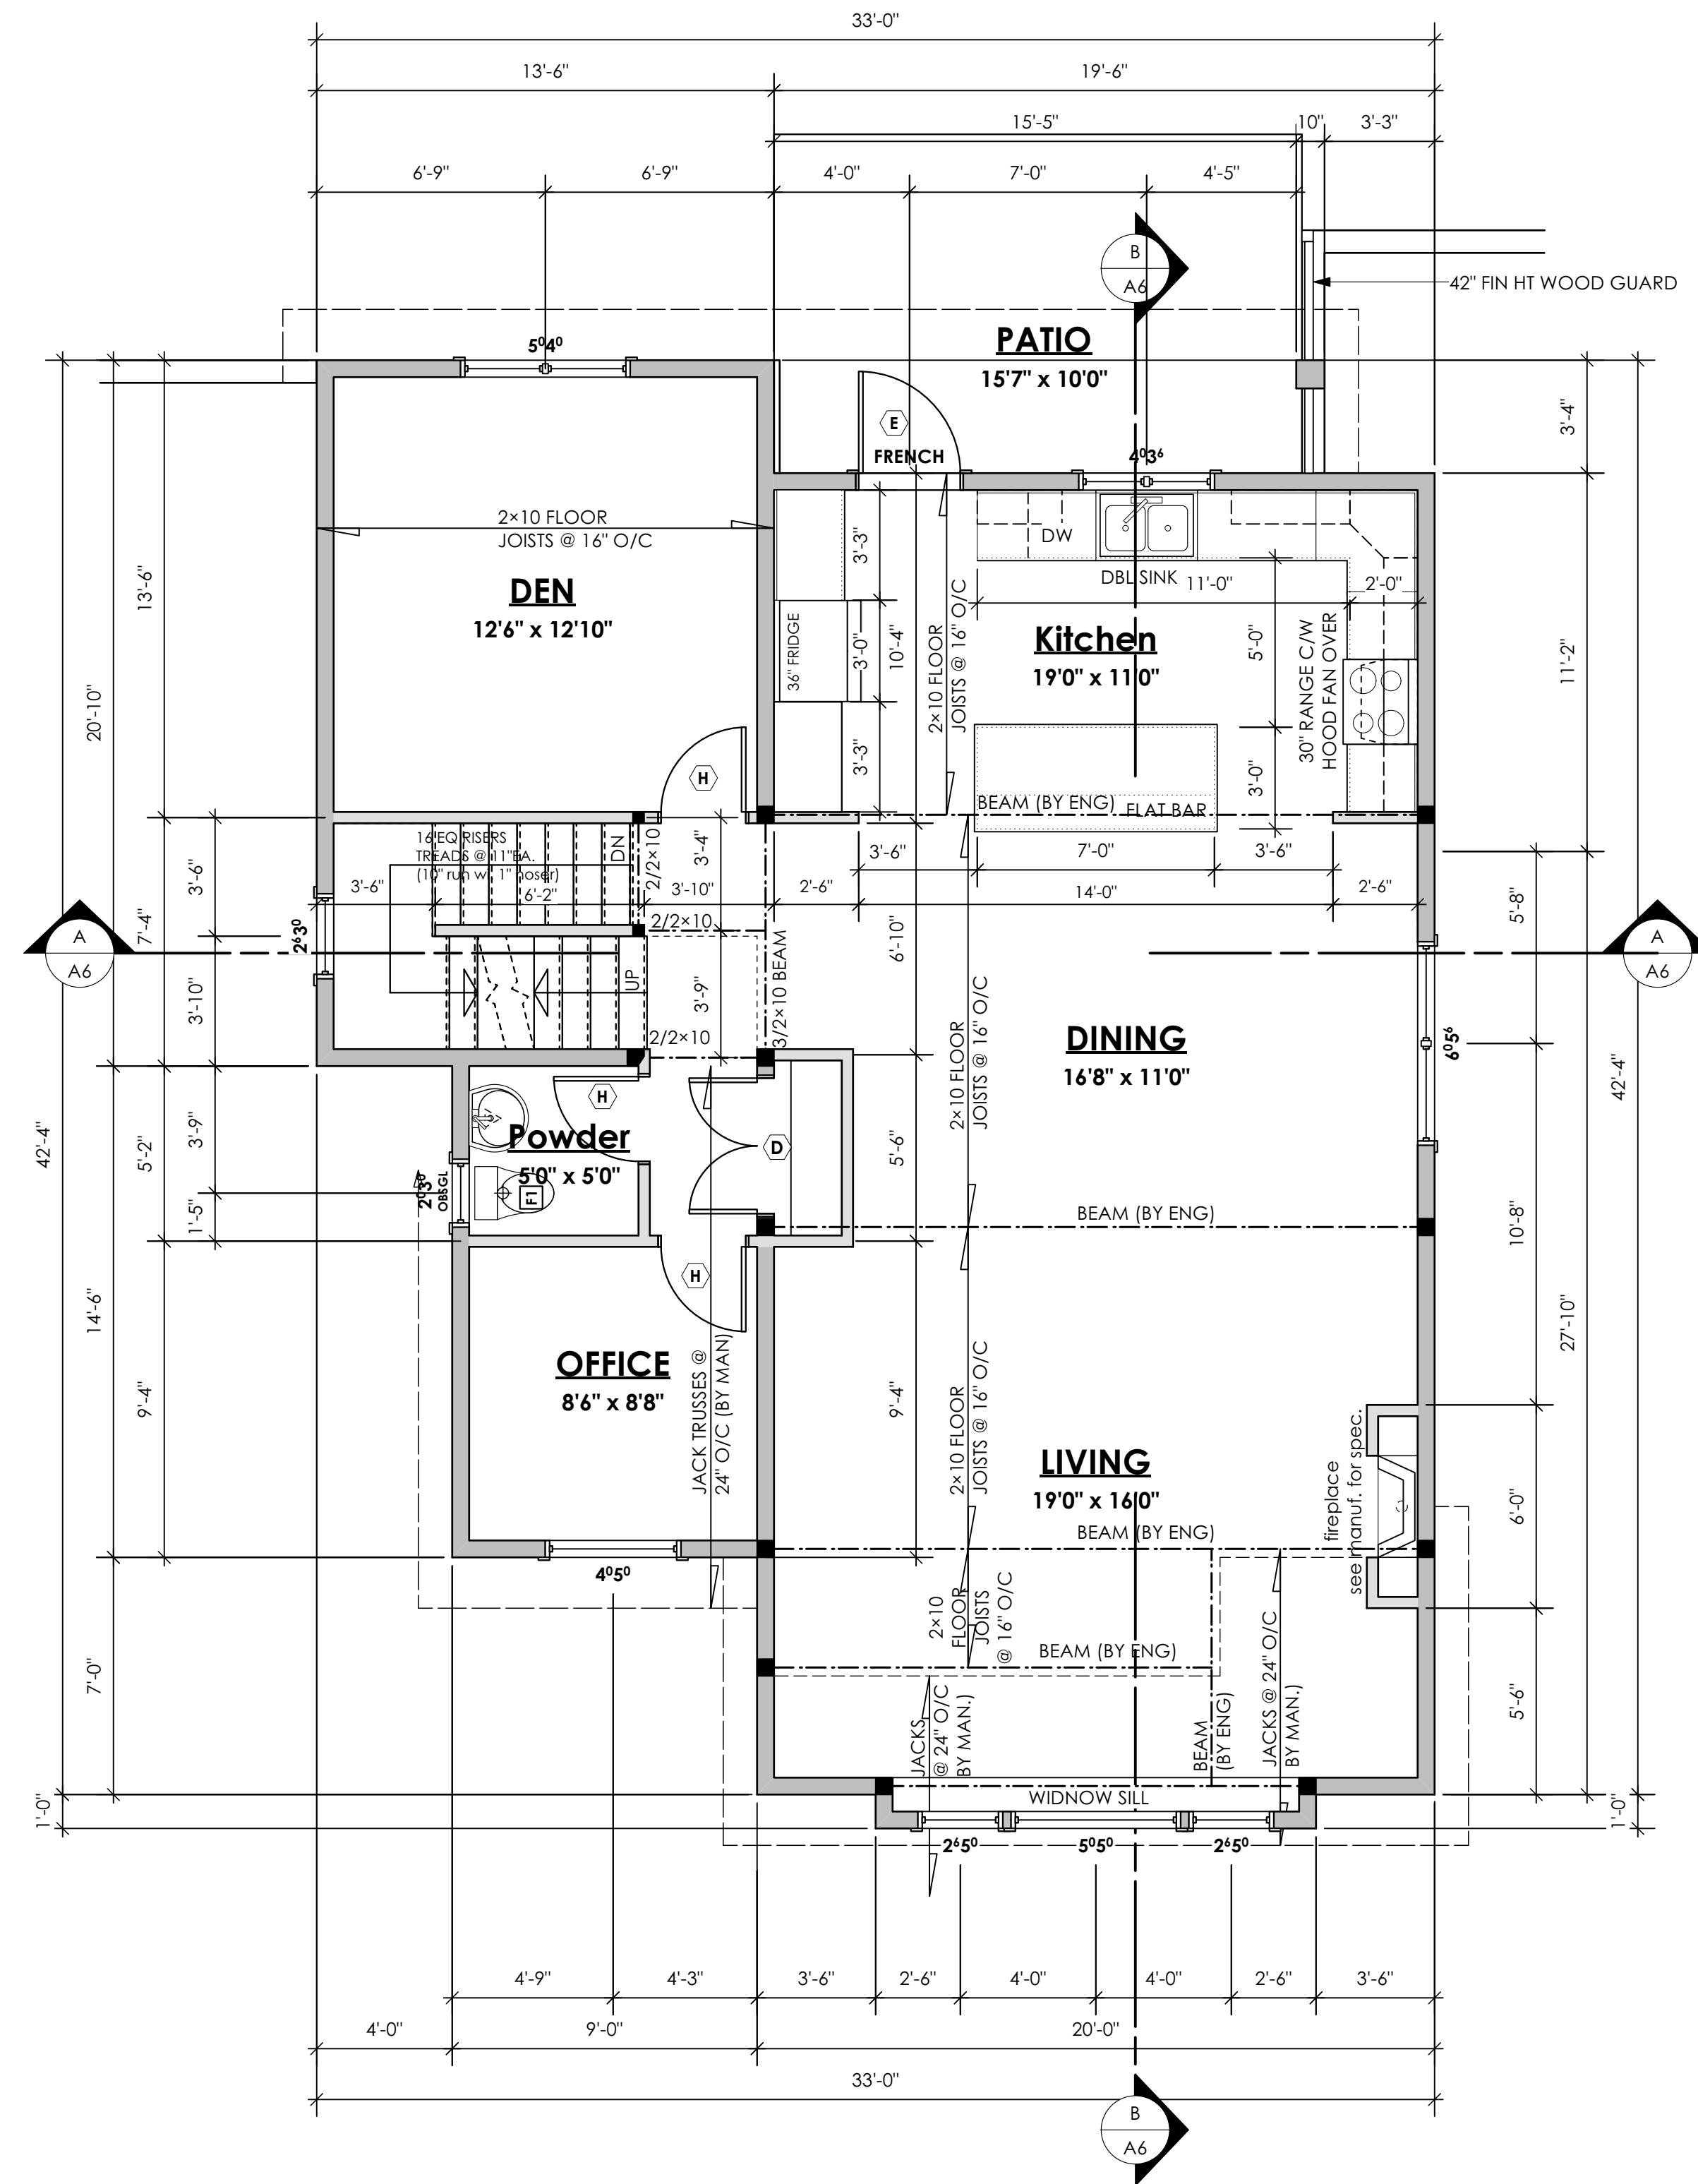 33'-0"
13'-6"
19'-6"
15'-5"
10"
3'-3"
6'-9"
6'-9"
4'-0"
7'-0"
4'-5"
B
A6
42" FIN HT WOOD GUARD
PATIO
15'7" x 10'0"
5⁰4⁰
E
FRENCH
4⁰3⁶
3'-4"
2×10 FLOOR
JOISTS @ 16" O/C
DEN
12'6" x 12'10"
13'-6"
20'-10"
3'-3"
36" FRIDGE
3'-0"
10'-4"
3'-3"
2×10 FLOOR
JOISTS @ 16" O/C
DW
DBL SINK
11'-0"
2'-0"
Kitchen
19'0" x 11'0"
5'-0"
30" RANGE C/W
HOOD FAN OVER
3'-0"
11'-2"
H
BEAM (BY ENG)
FLAT BAR
16 EQ RISERS
TREADS @ 11"EA.
(10" run w/ 1" noser)
DN
2/2×10
3'-4"
3'-6"
7'-0"
3'-6"
3'-6"
3'-6"
6'-2"
3'-10"
2'-6"
14'-0"
2'-6"
5'-8"
A
A6
7'-4"
2⁶3⁰
2/2×10
6'-10"
A
A6
3'-10"
UP
3'-9"
3/2×10 BEAM
2/2×10
2×10 FLOOR
JOISTS @ 16" O/C
DINING
16'8" x 11'0"
6⁰5⁶
42'-4"
42'-4"
5'-2"
3'-9"
1'-5"
H
Powder
5'0" x 5'0"
F1
2⁰3⁰
OBSGL
D
5'-6"
BEAM (BY ENG)
10'-8"
H
14'-6"
9'-4"
OFFICE
8'6" x 8'8"
JACK TRUSSES @
24" O/C (BY MAN)
9'-4"
2×10 FLOOR
JOISTS @ 16" O/C
27'-10"
LIVING
19'0" x 16'0"
fireplace
see manuf. for spec.
6'-0"
BEAM (BY ENG)
4⁰5⁰
2×10
FLOOR
JOISTS
@ 16" O/C
BEAM (BY ENG)
7'-0"
JACKS
@ 24" O/C
BY MAN.)
BEAM
(BY ENG)
JACKS @ 24" O/C
BY MAN.)
5'-6"
WIDNOW SILL
1'-0"
1'-0"
2⁶5⁰
5⁰5⁰
2⁶5⁰
4'-9"
4'-3"
3'-6"
2'-6"
4'-0"
4'-0"
2'-6"
3'-6"
4'-0"
9'-0"
20'-0"
33'-0"
B
A6